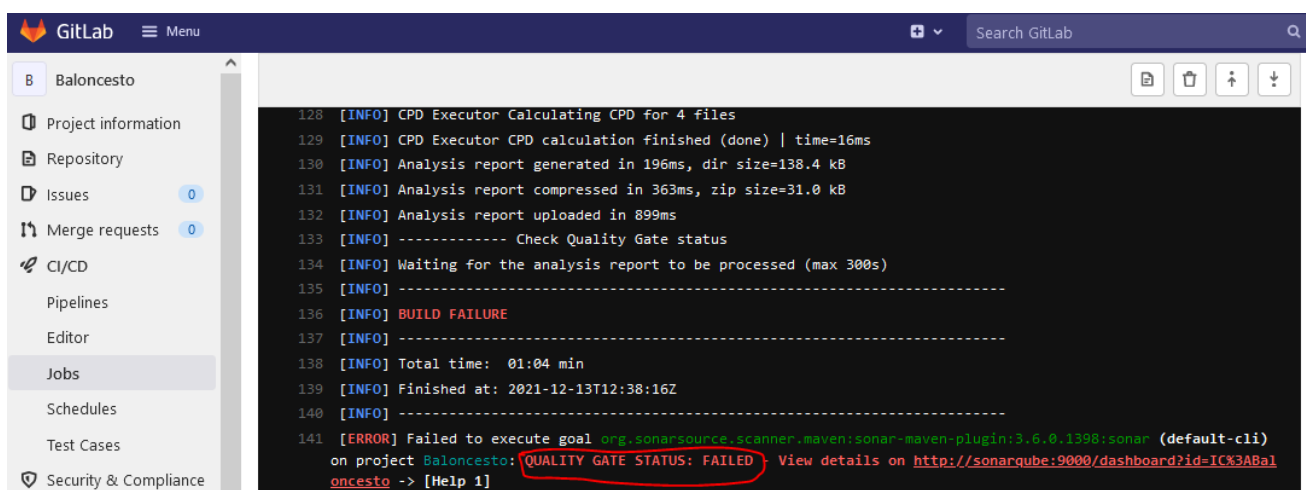 GitLab
Menu
Search GitLab
B Baloncesto
Project information
Repository
Issues 0
Merge requests 0
CI/CD
Pipelines
Editor
Jobs
Schedules
Test Cases
Security & Compliance
128 [INFO] CPD Executor Calculating CPD for 4 files
129 [INFO] CPD Executor CPD calculation finished (done) | time=16ms
130 [INFO] Analysis report generated in 196ms, dir size=138.4 kB
131 [INFO] Analysis report compressed in 363ms, zip size=31.0 kB
132 [INFO] Analysis report uploaded in 899ms
133 [INFO] ------------- Check Quality Gate status
134 [INFO] Waiting for the analysis report to be processed (max 300s)
135 [INFO] ------------------------------------------------------------------------
136 [INFO] BUILD FAILURE
137 [INFO] ------------------------------------------------------------------------
138 [INFO] Total time:  01:04 min
139 [INFO] Finished at: 2021-12-13T12:38:16Z
140 [INFO] ------------------------------------------------------------------------
141 [ERROR] Failed to execute goal org.sonarsource.scanner.maven:sonar-maven-plugin:3.6.0.1398:sonar (default-cli)
on project Baloncesto: QUALITY GATE STATUS: FAILED - View details on http://sonarqube:9000/dashboard?id=IC%3ABal
oncesto -> [Help 1]